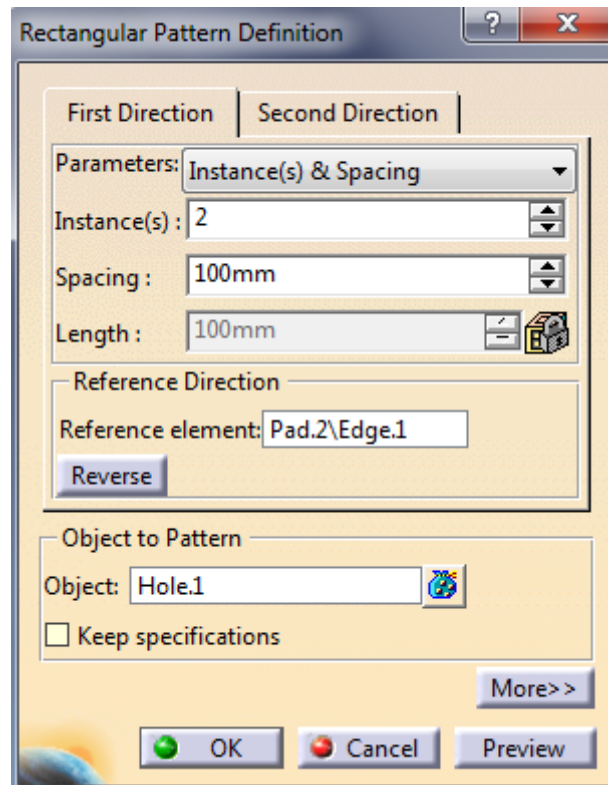 Rectangular Pattern Definition ? X
First Direction Second Direction
Parameters: Instance(s) & Spacing
Instance(s) : 2
Spacing : 100mm
Length : 100mm
Reference Direction
Reference element: Pad.2\Edge.1
Reverse
Object to Pattern
Object: Hole.1
Keep specifications
More>>
OK Cancel Preview